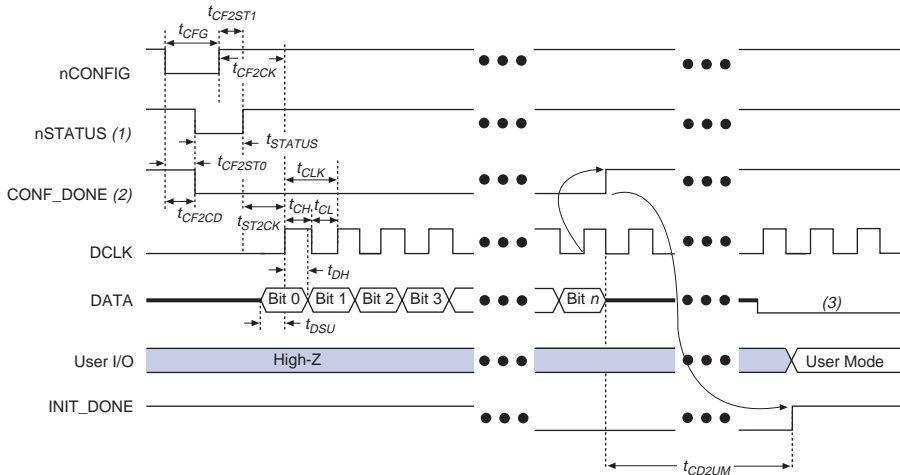 tCF2ST1
tCFG
tCF2CK
nCONFIG
nSTATUS (1)
tSTATUS
tCF2ST0
tCLK
CONF_DONE (2)
tCF2CD
tST2CK
tCH
tCL
DCLK
tDH
DATA
Bit 0
Bit 1
Bit 2
Bit 3
Bit n
(3)
tDSU
User I/O
High-Z
User Mode
INIT_DONE
tCD2UM